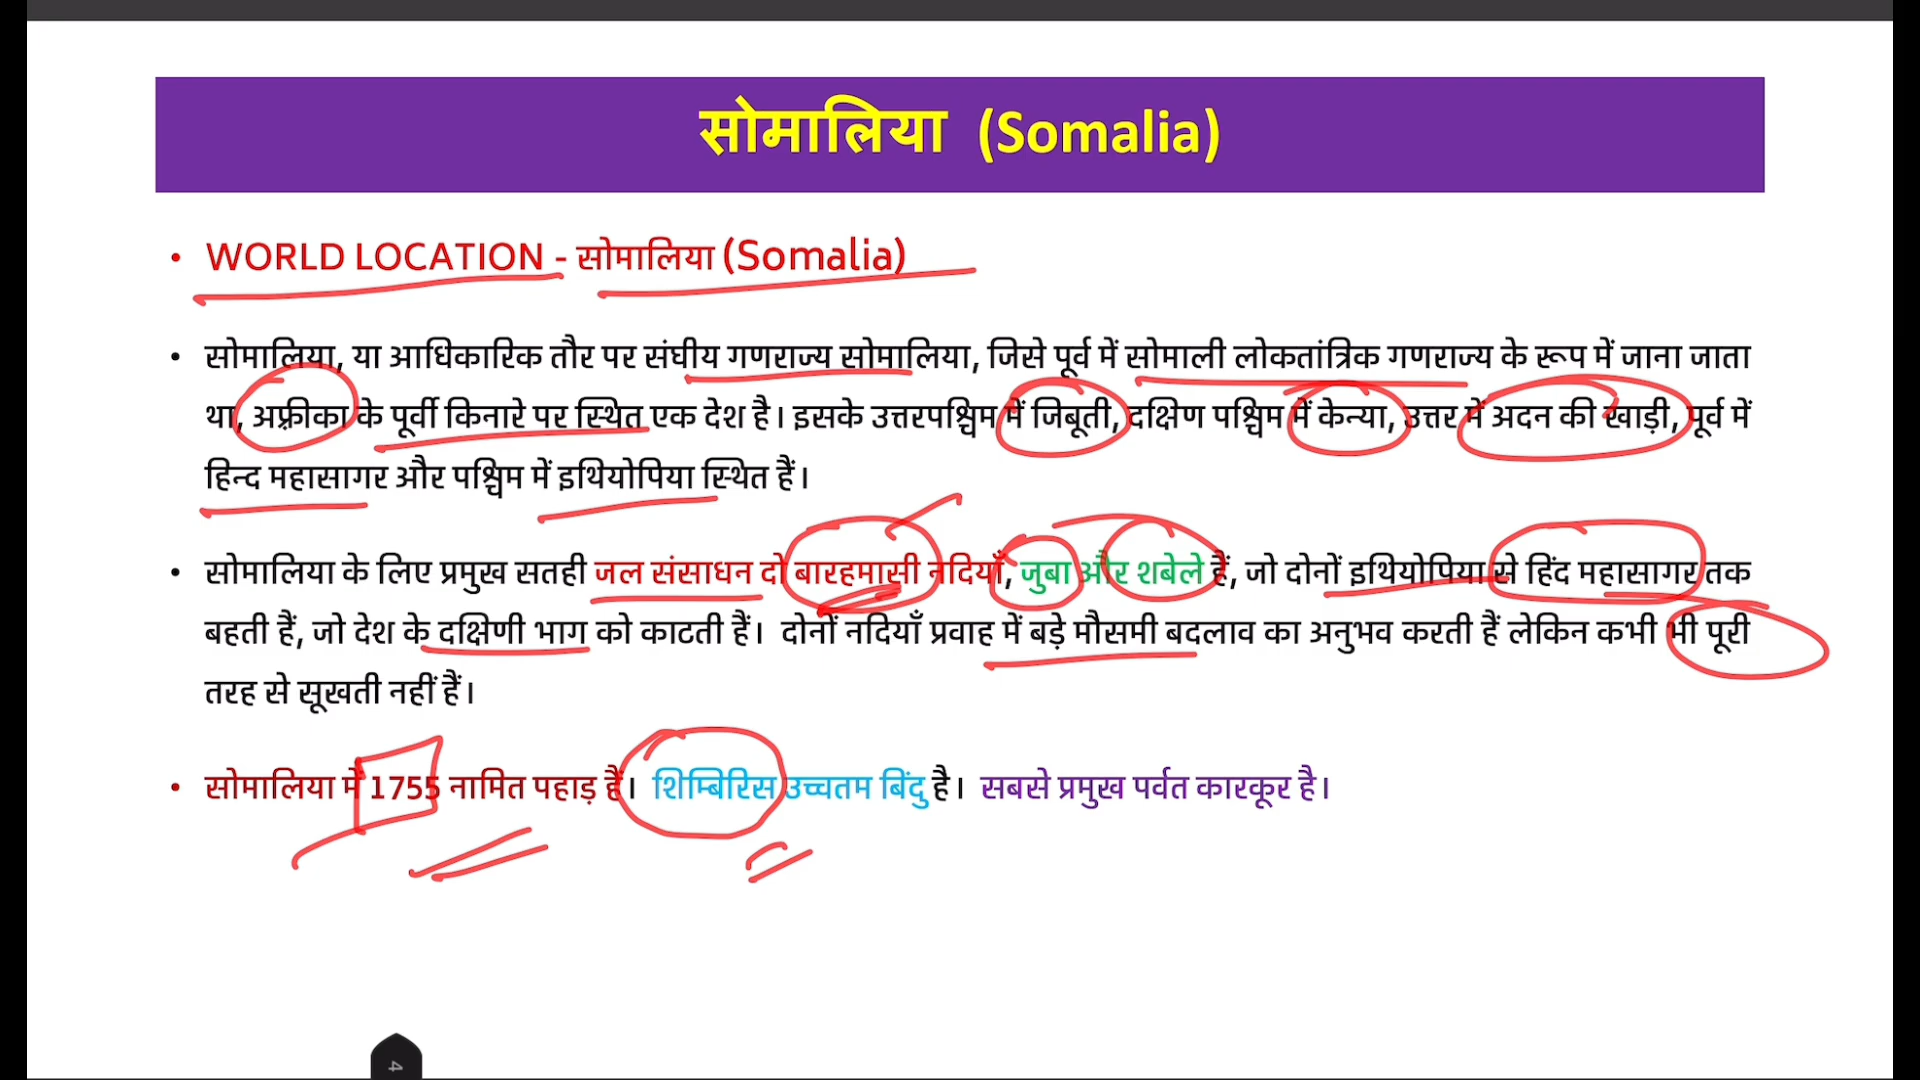 सोमालिया (Somalia)
• WORLD LOCATION - सोमालिया (Somalia)
• सोमालिया, या आधिकारिक तौर पर संघीय गणराज्य सोमालिया, जिसे पूर्व में सोमाली लोकतांत्रिक गणराज्य के रूप में जाना जाता
था, अफ़्रीका के पूर्वी किनारे पर स्थित एक देश है। इसके उत्तरपश्चिम में जिबूती, दक्षिण पश्चिम में केन्या, उत्तर में अदन की खाड़ी, पूर्व में
हिन्द महासागर और पश्चिम में इथियोपिया स्थित हैं।
• सोमालिया के लिए प्रमुख सतही जल संसाधन दो बारहमासी नदियाँ, जुबा और शबेले हैं, जो दोनों इथियोपिया से हिंद महासागर तक
बहती हैं, जो देश के दक्षिणी भाग को काटती हैं। दोनों नदियाँ प्रवाह में बड़े मौसमी बदलाव का अनुभव करती हैं लेकिन कभी भी पूरी
तरह से सूखती नहीं हैं।
• सोमालिया में 1755 नामित पहाड़ हैं। शिम्बिरिस उच्चतम बिंदु है। सबसे प्रमुख पर्वत कारकूर है।
4